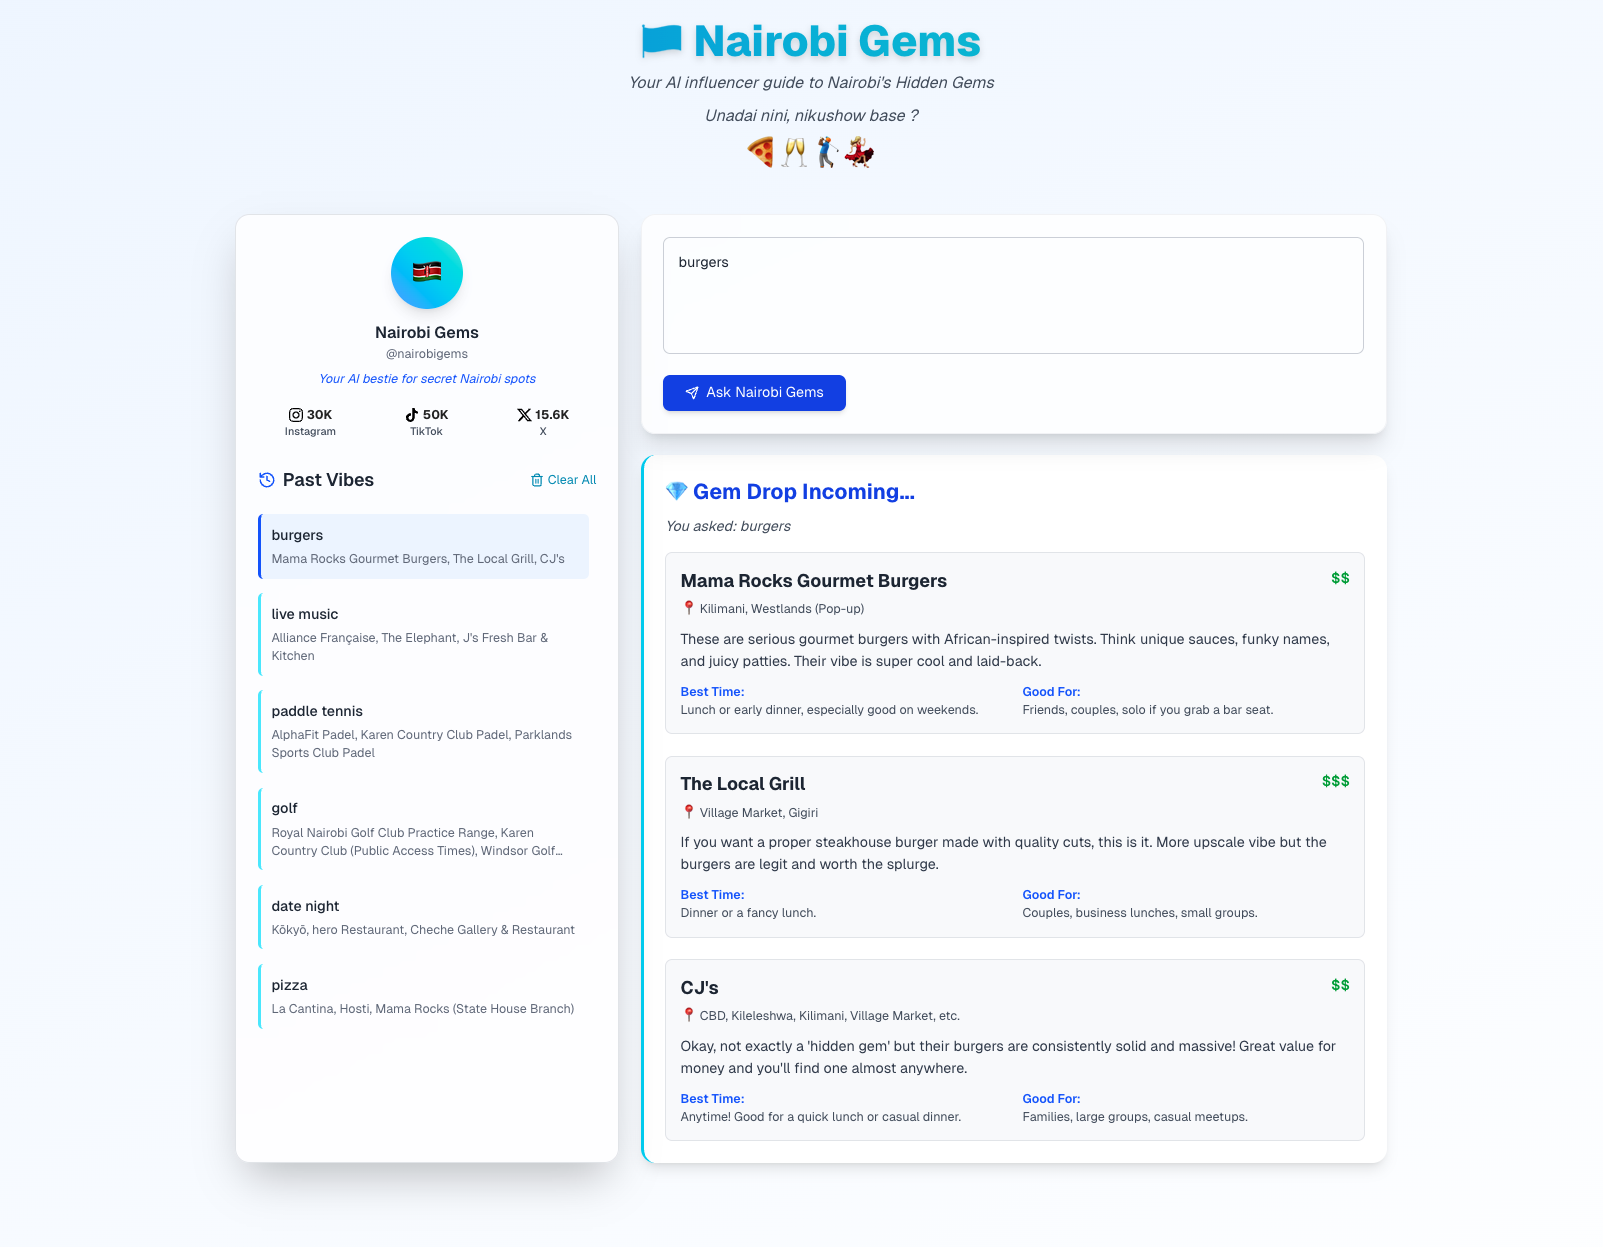 Nairobi Gems
Your AI influencer guide to Nairobi's Hidden Gems
Unadai nini, nikushow base ?
Nairobi Gems
@nairobigems
Your AI bestie for secret Nairobi spots
30K
Instagram
50K
TikTok
15.6K
X
Past Vibes
Clear All
burgers
Mama Rocks Gourmet Burgers, The Local Grill, CJ's
live music
Alliance Française, The Elephant, J's Fresh Bar &
Kitchen
paddle tennis
AlphaFit Padel, Karen Country Club Padel, Parklands
Sports Club Padel
golf
Royal Nairobi Golf Club Practice Range, Karen
Country Club (Public Access Times), Windsor Golf…
date night
Kōkyō, hero Restaurant, Cheche Gallery & Restaurant
pizza
La Cantina, Hosti, Mama Rocks (State House Branch)
burgers
Ask Nairobi Gems
💎 Gem Drop Incoming...
You asked: burgers
Mama Rocks Gourmet Burgers
$$
📍 Kilimani, Westlands (Pop-up)
These are serious gourmet burgers with African-inspired twists. Think unique sauces, funky names,
and juicy patties. Their vibe is super cool and laid-back.
Best Time:
Lunch or early dinner, especially good on weekends.
Good For:
Friends, couples, solo if you grab a bar seat.
The Local Grill
$$$
📍 Village Market, Gigiri
If you want a proper steakhouse burger made with quality cuts, this is it. More upscale vibe but the
burgers are legit and worth the splurge.
Best Time:
Dinner or a fancy lunch.
Good For:
Couples, business lunches, small groups.
CJ's
$$
📍 CBD, Kileleshwa, Kilimani, Village Market, etc.
Okay, not exactly a 'hidden gem' but their burgers are consistently solid and massive! Great value for
money and you'll find one almost anywhere.
Best Time:
Anytime! Good for a quick lunch or casual dinner.
Good For:
Families, large groups, casual meetups.